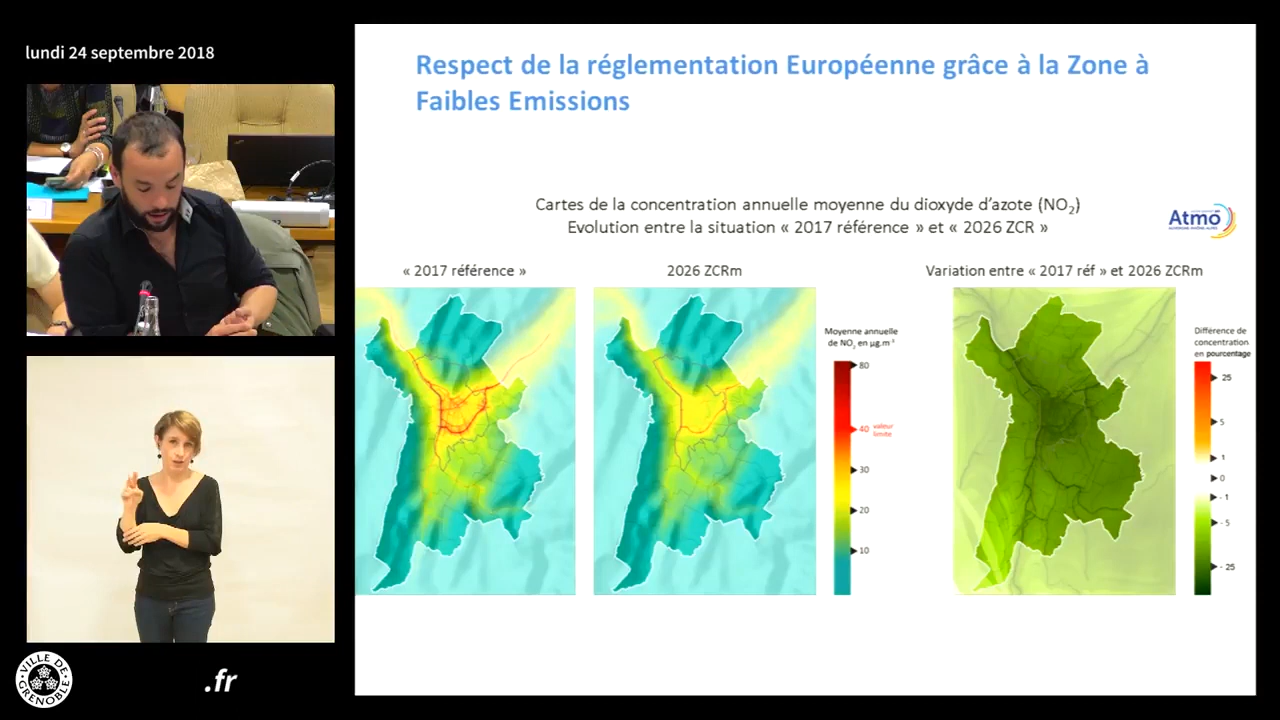 lundi 24 septembre 2018
Respect de la réglementation Européenne grâce à la Zone à
Faibles Emissions
Cartes de la concentration annuelle moyenne du dioxyde d'azote (NO₂)
Evolution entre la situation « 2017 référence » et « 2026 ZCR »
Atmo
AUVERGNE-RHÔNE-ALPES
« 2017 référence »
2026 ZCRm
Variation entre « 2017 réf » et 2026 ZCRm
Moyenne annuelle
de NO₂ en µg.m⁻³
80
40 valeur
limite
30
20
10
Différence de
concentration
en pourcentage
25
5
1
0
- 1
- 5
- 25
VILLE DE
GRENOBLE
.fr